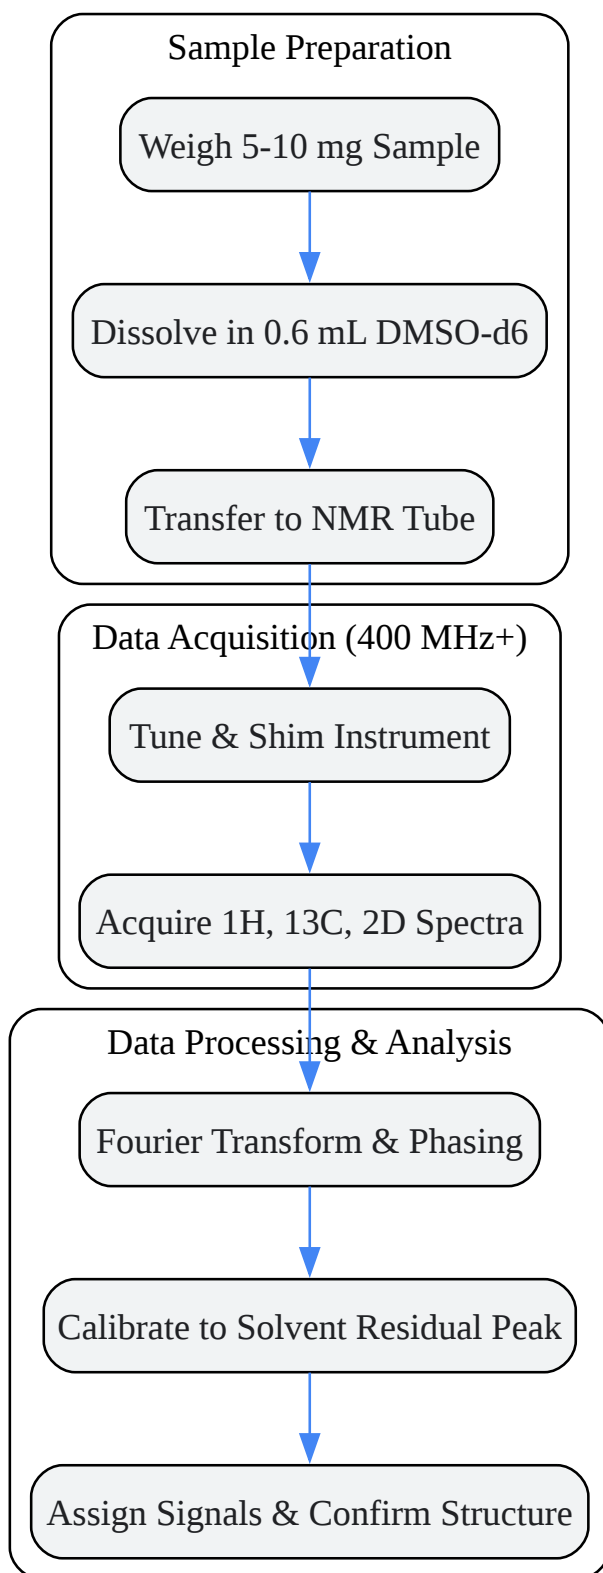 Sample Preparation
Weigh 5-10 mg Sample
Dissolve in 0.6 mL DMSO-d6
Transfer to NMR Tube
Data Acquisition (400 MHz+)
Tune & Shim Instrument
Acquire 1H, 13C, 2D Spectra
Data Processing & Analysis
Fourier Transform & Phasing
Calibrate to Solvent Residual Peak
Assign Signals & Confirm Structure